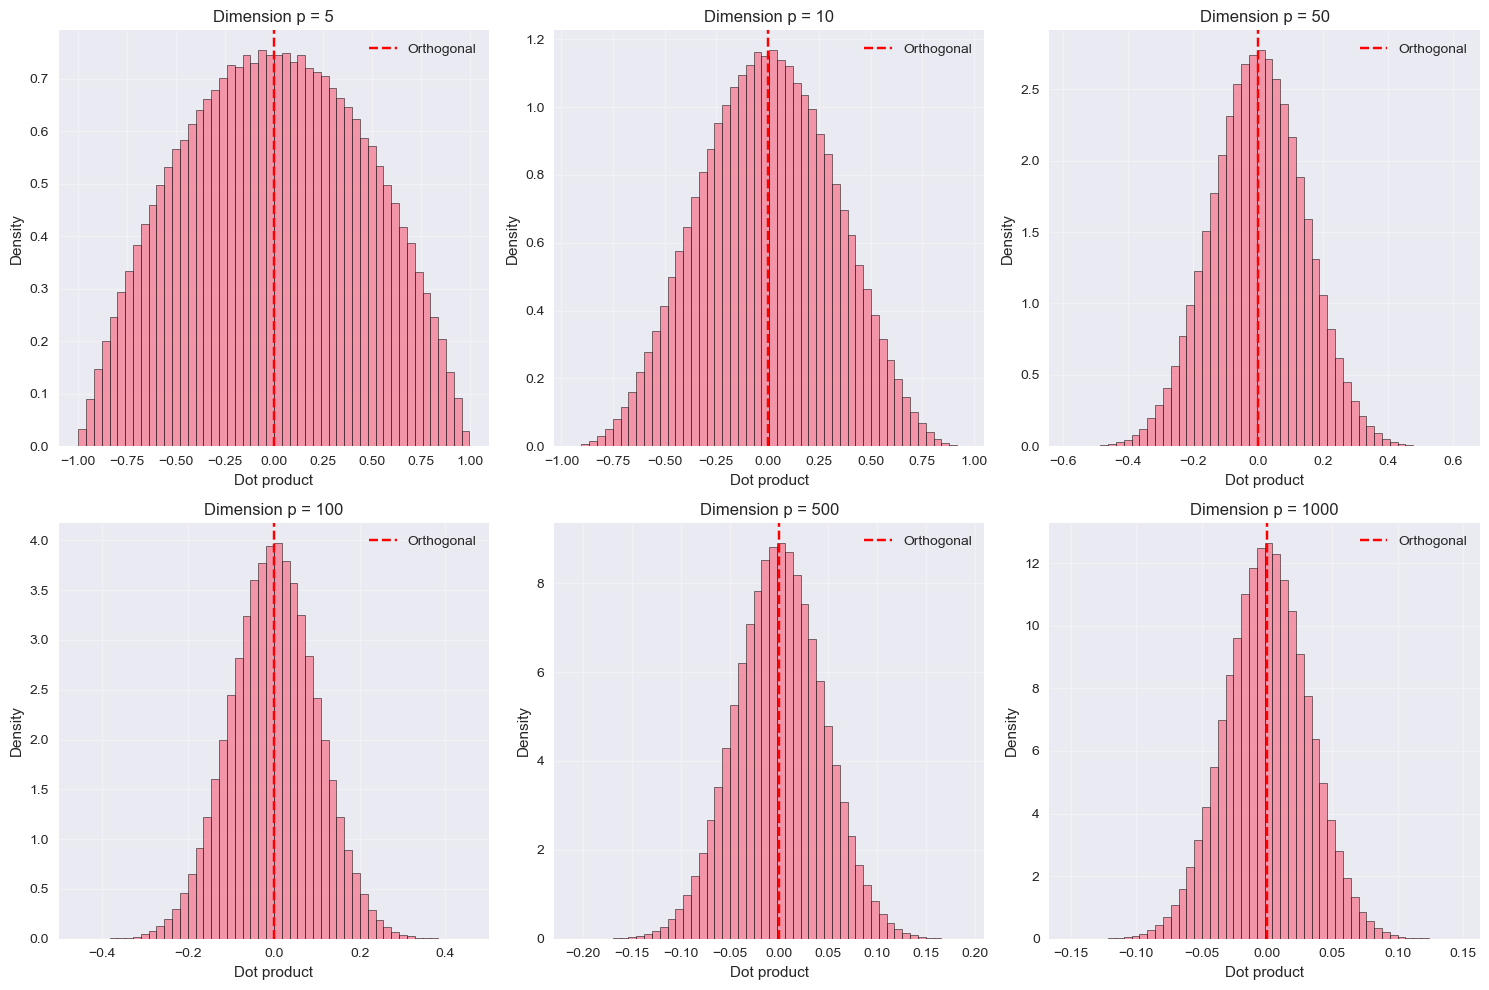 Dimension p = 5
Orthogonal
Density
0.7
0.6
0.5
0.4
0.3
0.2
0.1
0.0
−1.00 −0.75 −0.50 −0.25 0.00 0.25 0.50 0.75 1.00
Dot product
Dimension p = 10
Orthogonal
Density
1.2
1.0
0.8
0.6
0.4
0.2
0.0
−1.00 −0.75 −0.50 −0.25 0.00 0.25 0.50 0.75 1.00
Dot product
Dimension p = 50
Orthogonal
Density
2.5
2.0
1.5
1.0
0.5
0.0
−0.6 −0.4 −0.2 0.0 0.2 0.4 0.6
Dot product
Dimension p = 100
Orthogonal
Density
4.0
3.5
3.0
2.5
2.0
1.5
1.0
0.5
0.0
−0.4 −0.2 0.0 0.2 0.4
Dot product
Dimension p = 500
Orthogonal
Density
8
6
4
2
0
−0.20 −0.15 −0.10 −0.05 0.00 0.05 0.10 0.15 0.20
Dot product
Dimension p = 1000
Orthogonal
Density
12
10
8
6
4
2
0
−0.15 −0.10 −0.05 0.00 0.05 0.10 0.15
Dot product